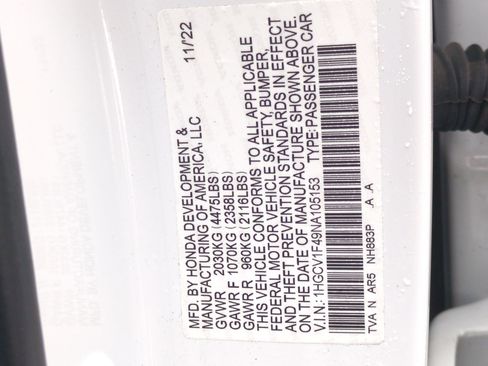 MFD. BY HONDA DEVELOPMENT & 11/22
MANUFACTURING OF AMERICA, LLC
GVWR 2030KG (4475LBS)
GAWR F 1070KG (2358LBS)
GAWR R 960KG (2116LBS)
THIS VEHICLE CONFORMS TO ALL APPLICABLE
FEDERAL MOTOR VEHICLE SAFETY, BUMPER,
AND THEFT PREVENTION STANDARDS IN EFFECT
ON THE DATE OF MANUFACTURE SHOWN ABOVE.
V.I.N.: 1HGCV1F49NA105153 TYPE: PASSENGER CAR
TVA N AR5 NH883P A A